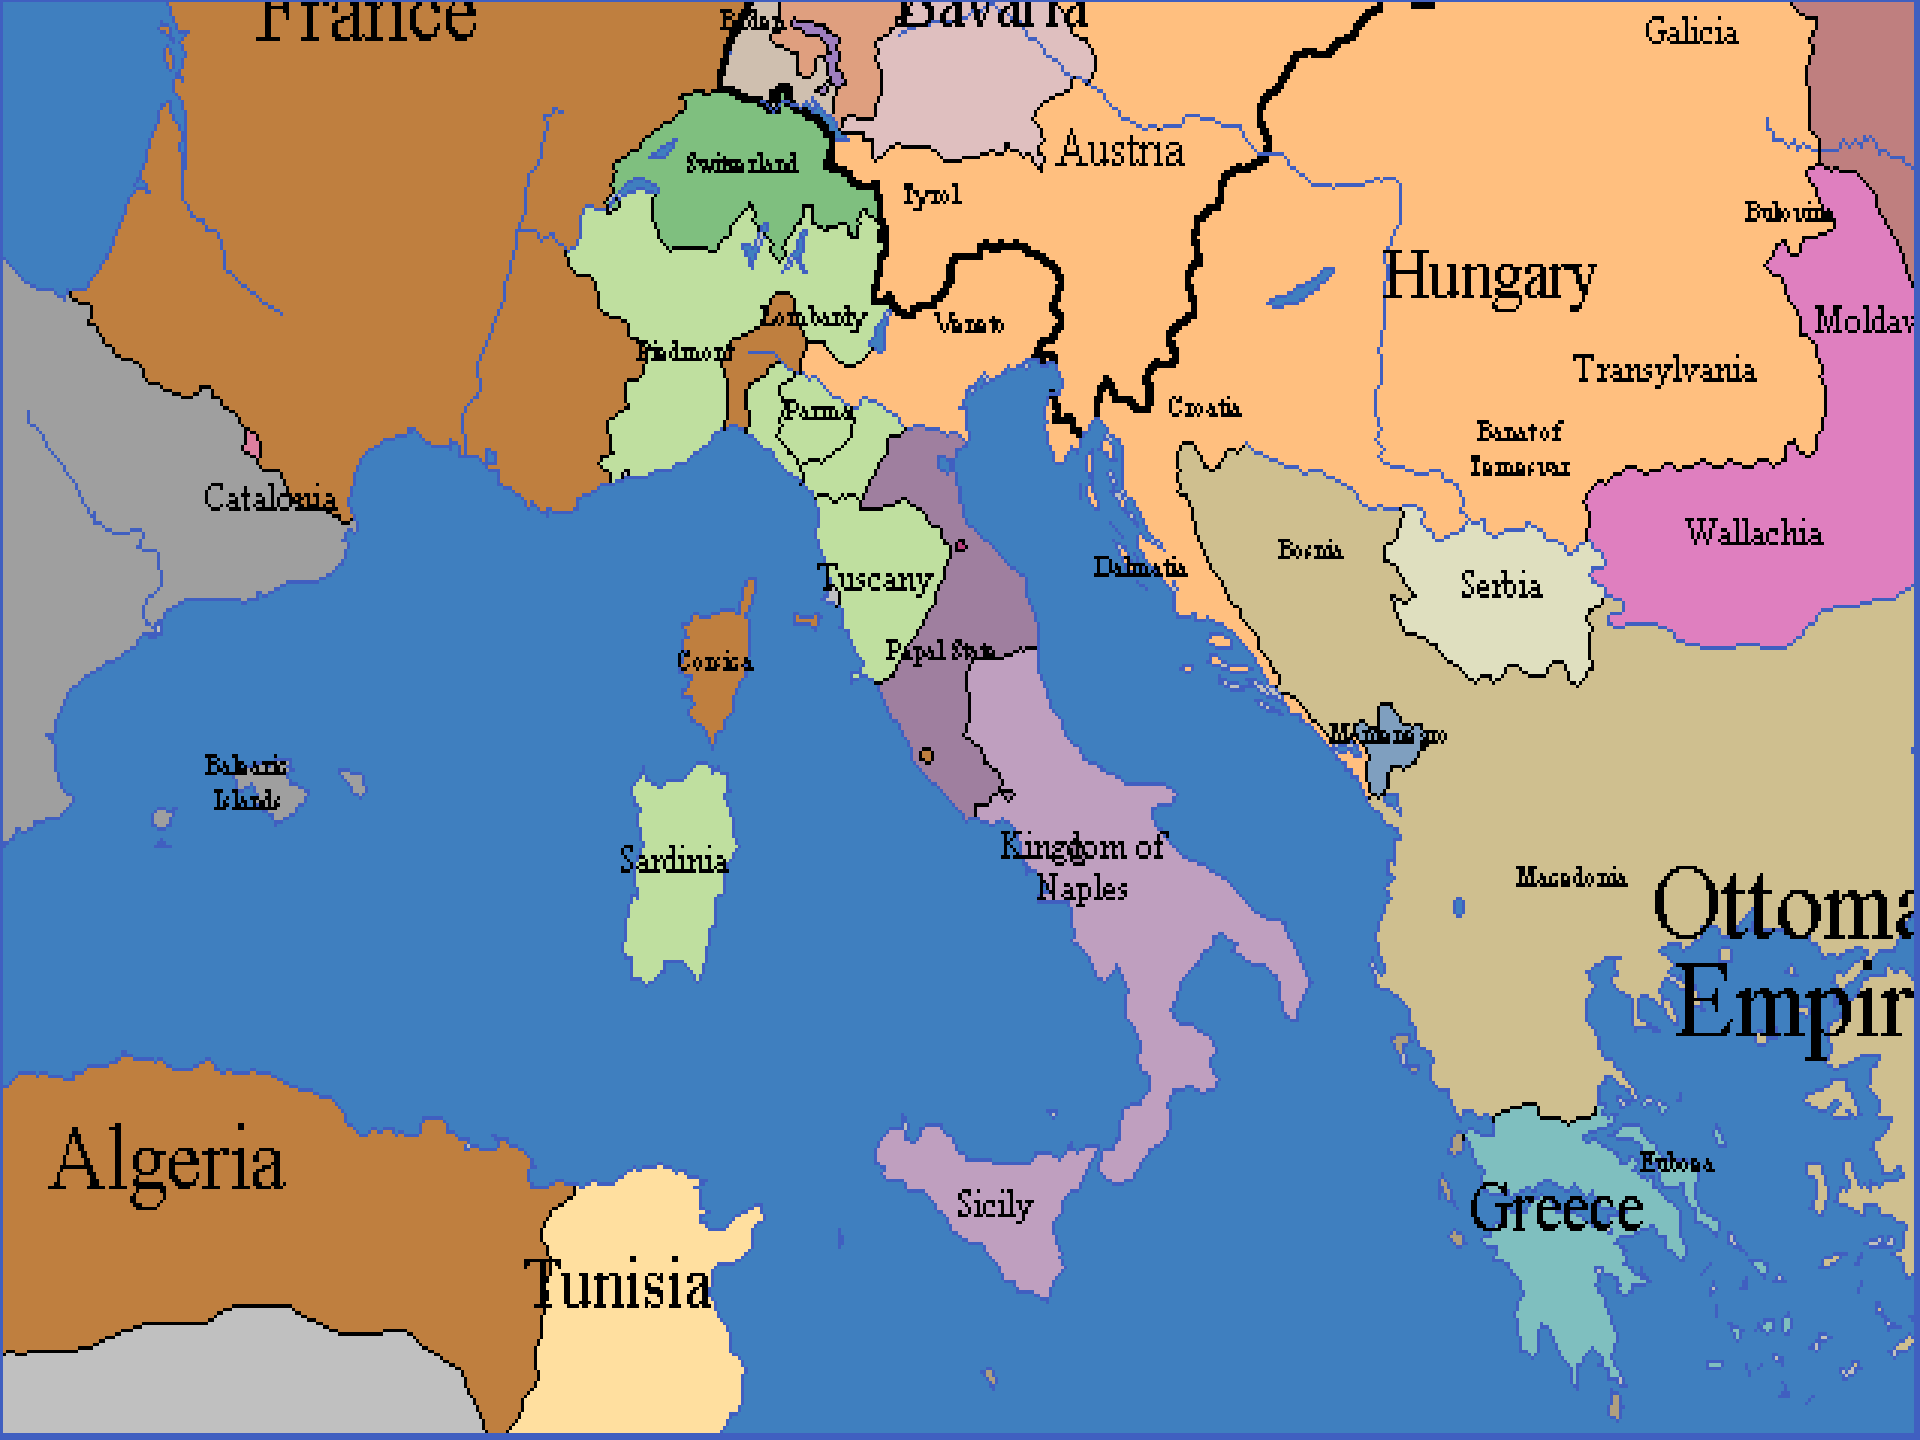 France
Baden
Bavaria
Galicia
Switzerland
Austria
Tyrol
Bukovina
Hungary
Lombardy
Veneto
Moldav
Piedmont
Transylvania
Parma
Croatia
Banat of
Temesvar
Catalonia
Wallachia
Bosnia
Dalmatia
Tuscany
Serbia
Papal State
Corsica
Montenegro
Balearic
Islands
Kingdom of
Naples
Sardinia
Macedonia
Ottoma
Empir
Algeria
Euboea
Sicily
Greece
Tunisia